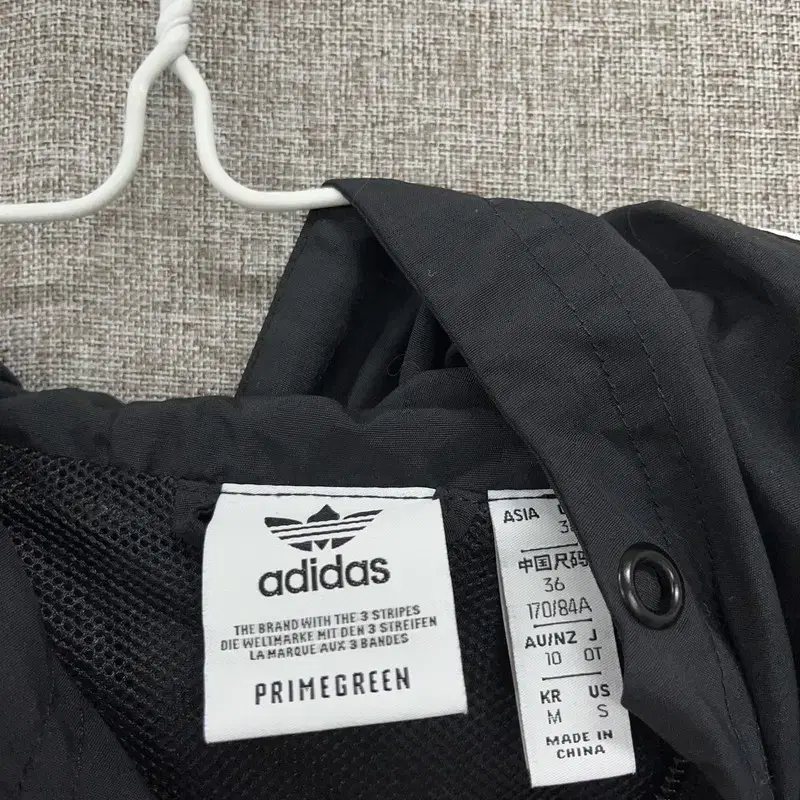 adidas
THE BRAND WITH THE 3 STRIPES
DIE WELTMARKE MIT DEN 3 STREIFEN
LA MARQUE AUX 3 BANDES
PRIMEGREEN
ASIA
中国尺码
36
170/84A
AU/NZ J
10 OT
KR US
M S
MADE IN
CHINA